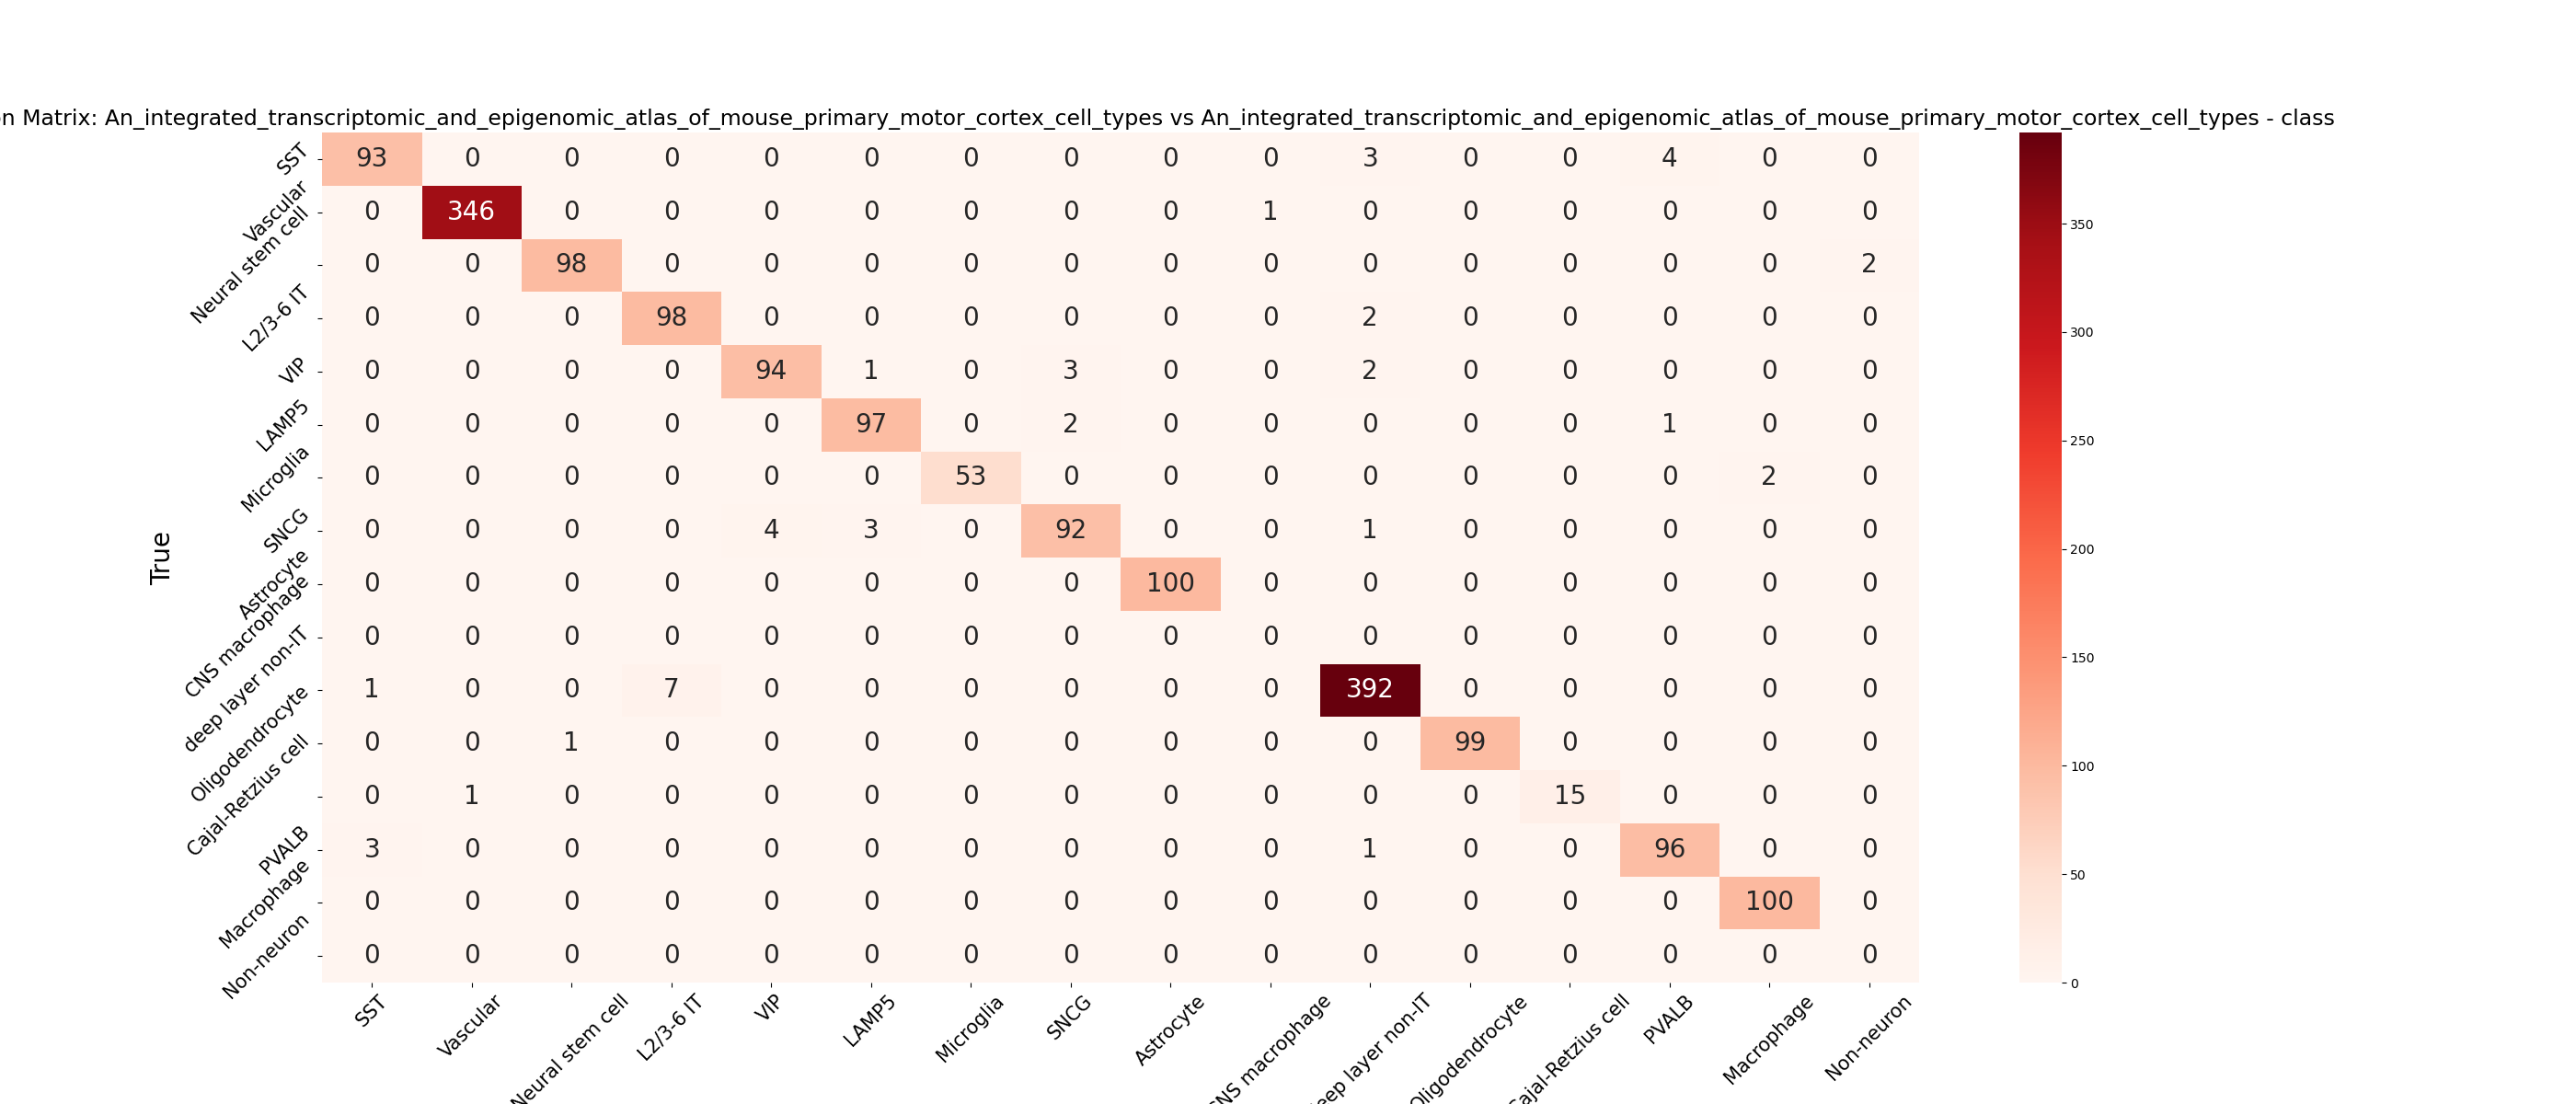 n Matrix: An_integrated_transcriptomic_and_epigenomic_atlas_of_mouse_primary_motor_cortex_cell_types vs An_integrated_transcriptomic_and_epigenomic_atlas_of_mouse_primary_motor_cortex_cell_types - class
True
SST 93 0 0 0 0 0 0 0 0 0 3 0 0 4 0 0
Vascular 0 346 0 0 0 0 0 0 0 1 0 0 0 0 0 0
Neural stem cell 0 0 98 0 0 0 0 0 0 0 0 0 0 0 0 2
L2/3-6 IT 0 0 0 98 0 0 0 0 0 0 2 0 0 0 0 0
VIP 0 0 0 0 94 1 0 3 0 0 2 0 0 0 0 0
LAMP5 0 0 0 0 0 97 0 2 0 0 0 0 0 1 0 0
Microglia 0 0 0 0 0 0 53 0 0 0 0 0 0 0 2 0
SNCG 0 0 0 0 4 3 0 92 0 0 1 0 0 0 0 0
Astrocyte 0 0 0 0 0 0 0 0 100 0 0 0 0 0 0 0
CNS macrophage 0 0 0 0 0 0 0 0 0 0 0 0 0 0 0 0
deep layer non-IT 1 0 0 7 0 0 0 0 0 0 392 0 0 0 0 0
Oligodendrocyte 0 0 1 0 0 0 0 0 0 0 0 99 0 0 0 0
Cajal-Retzius cell 0 1 0 0 0 0 0 0 0 0 0 0 15 0 0 0
PVALB 3 0 0 0 0 0 0 0 0 0 1 0 0 96 0 0
Macrophage 0 0 0 0 0 0 0 0 0 0 0 0 0 0 100 0
Non-neuron 0 0 0 0 0 0 0 0 0 0 0 0 0 0 0 0
SST
Vascular
Neural stem cell
L2/3-6 IT
VIP
LAMP5
Microglia
SNCG
Astrocyte
CNS macrophage
eep layer non-IT
Oligodendrocyte
Cajal-Retzius cell
PVALB
Macrophage
Non-neuron
350
300
250
200
150
100
50
0